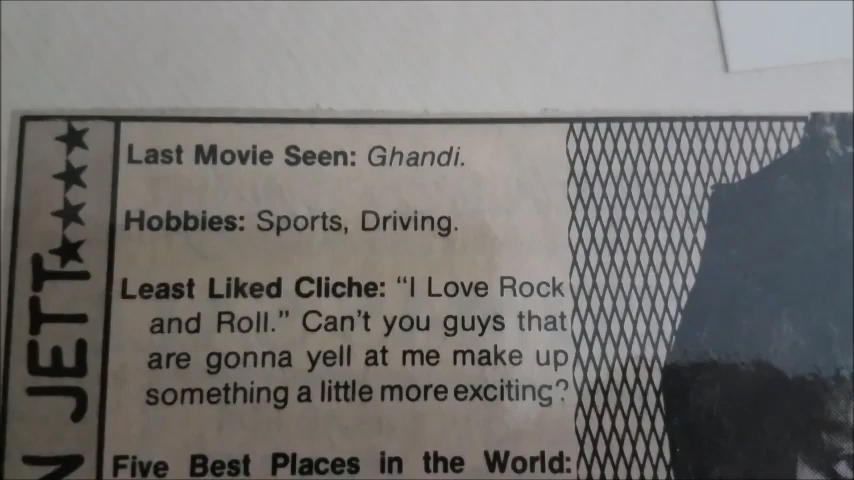 Last Movie Seen: Ghandi.
Hobbies: Sports, Driving.
Least Liked Cliche: "I Love Rock
and Roll." Can't you guys that
are gonna yell at me make up
something a little more exciting?
Five Best Places in the World:
N JETT